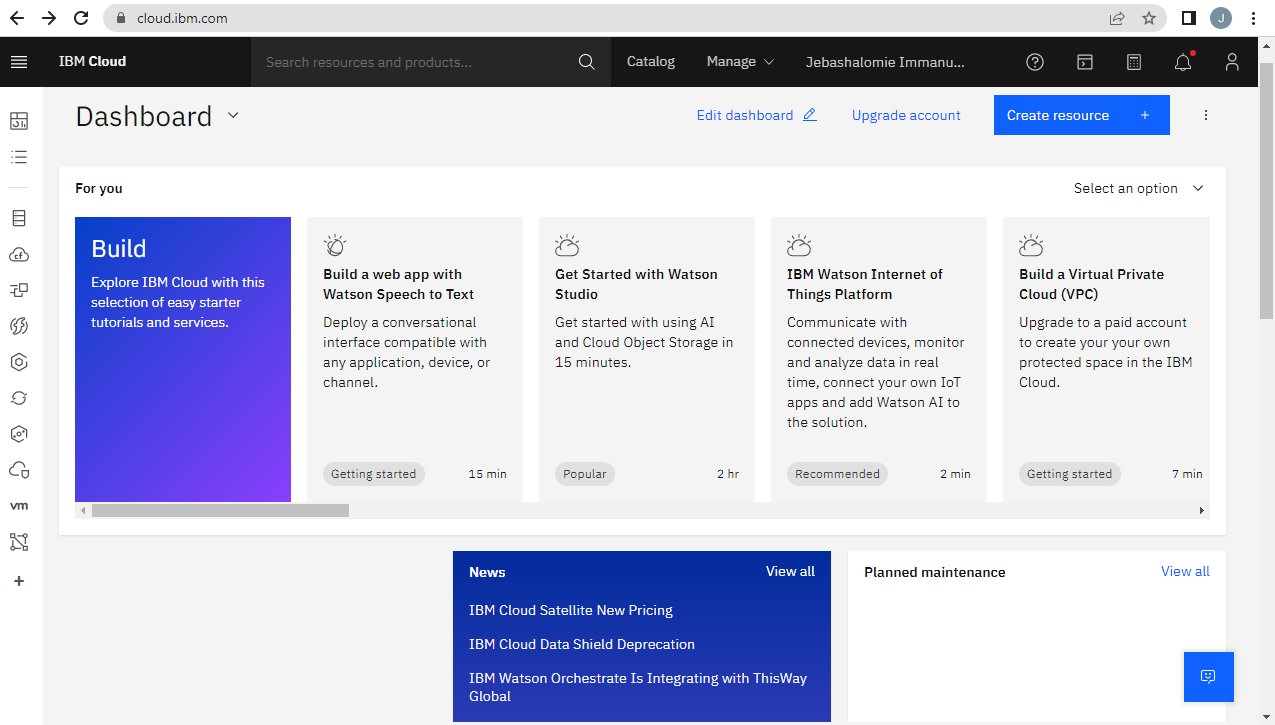 cloud.ibm.com
J
IBM Cloud
Search resources and products...
Catalog
Manage
Jebashalomie Immanu...
Dashboard
Edit dashboard
Upgrade account
Create resource +
For you
Select an option
Build
Explore IBM Cloud with this
selection of easy starter
tutorials and services.
Build a web app with
Watson Speech to Text
Deploy a conversational
interface compatible with
any application, device, or
channel.
Getting started
15 min
Get Started with Watson
Studio
Get started with using AI
and Cloud Object Storage in
15 minutes.
Popular
2 hr
IBM Watson Internet of
Things Platform
Communicate with
connected devices, monitor
and analyze data in real
time, connect your own IoT
apps and add Watson AI to
the solution.
Recommended
2 min
Build a Virtual Private
Cloud (VPC)
Upgrade to a paid account
to create your your own
protected space in the IBM
Cloud.
Getting started
7 min
cf
vm
News
View all
IBM Cloud Satellite New Pricing
IBM Cloud Data Shield Deprecation
IBM Watson Orchestrate Is Integrating with ThisWay
Global
Planned maintenance
View all